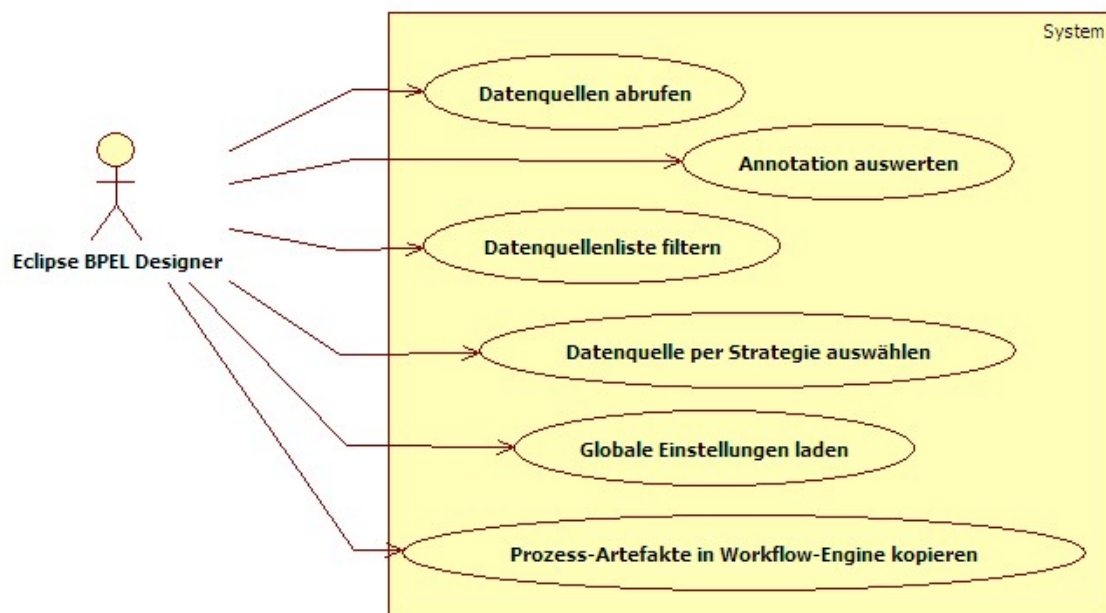 System
Datenquellen abrufen
Annotation auswerten
Datenquellenliste filtern
Eclipse BPEL Designer
Datenquelle per Strategie auswählen
Globale Einstellungen laden
Prozess-Artefakte in Workflow-Engine kopieren